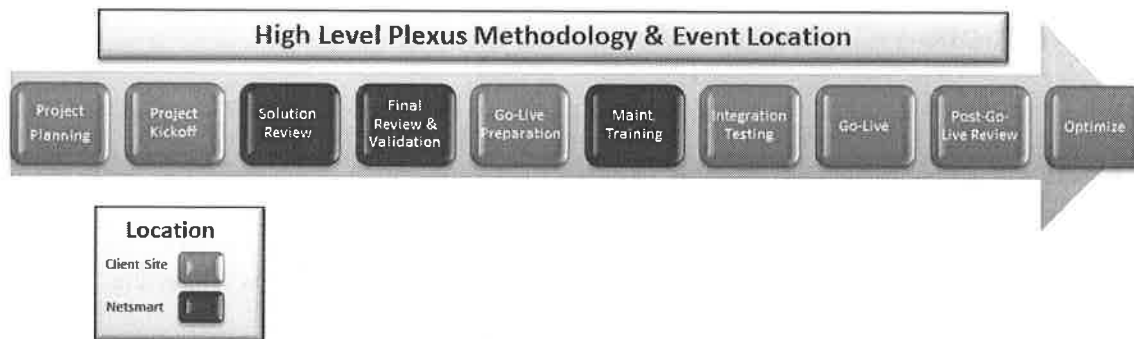 High Level Plexus Methodology & Event Location
Project
Planning
Project
Kickoff
Solution
Review
Final
Review &
Validation
Go-Live
Preparation
Maint.
Training
Integration
Testing
Go-Live
Post-Go-
Live Review
Optimize
Location
Client Site
Netsmart